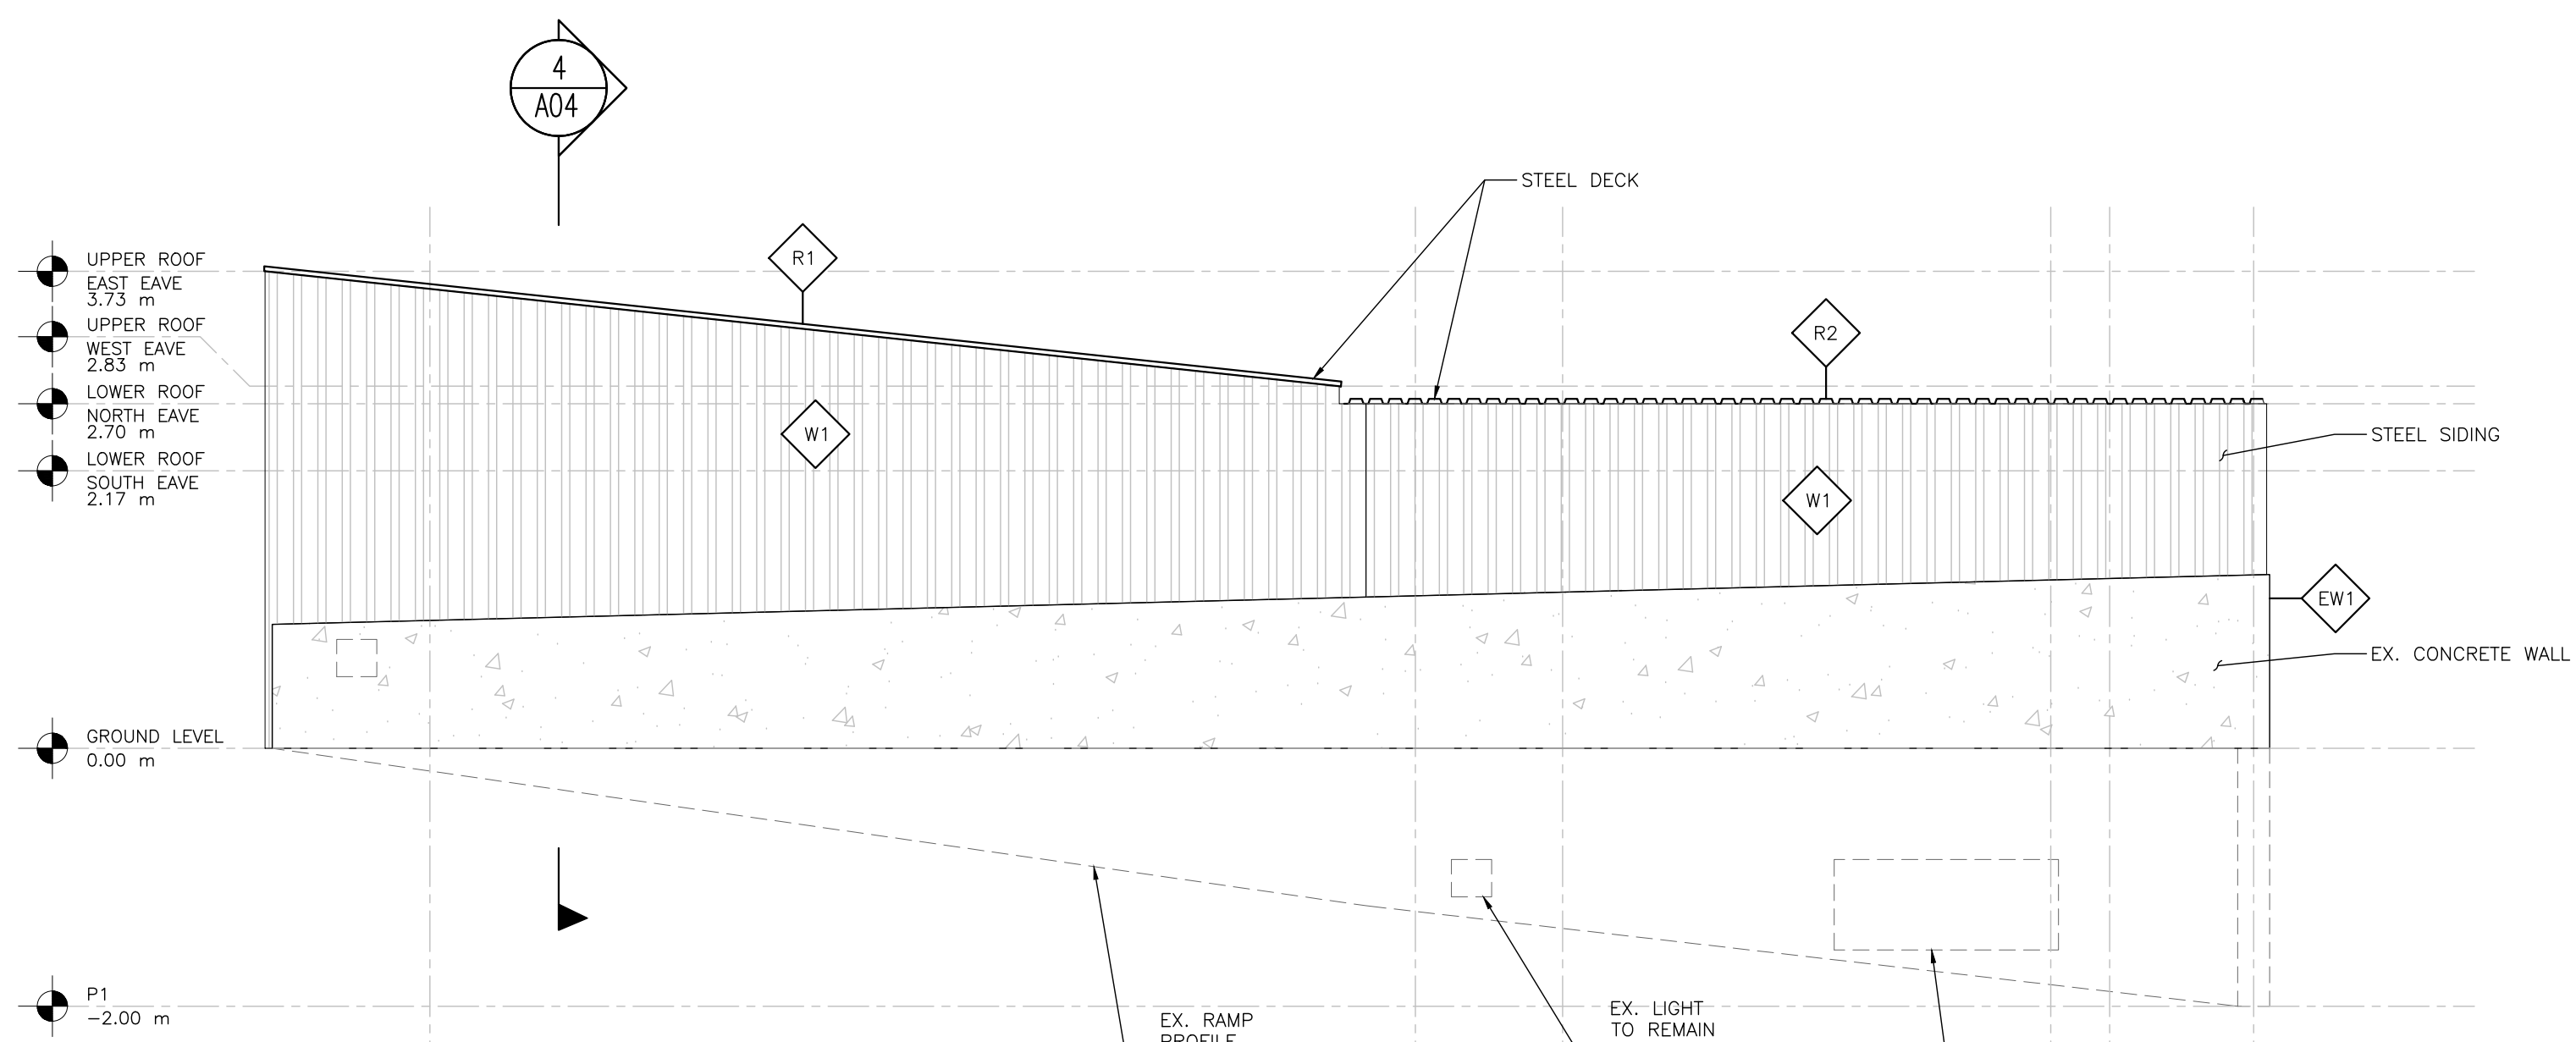 4
A04
STEEL DECK
UPPER ROOF
EAST EAVE
3.73 m
R1
UPPER ROOF
WEST EAVE
2.83 m
R2
LOWER ROOF
NORTH EAVE
2.70 m
W1
STEEL SIDING
LOWER ROOF
SOUTH EAVE
2.17 m
W1
EW1
EX. CONCRETE WALL
GROUND LEVEL
0.00 m
P1
-2.00 m
EX. RAMP
PROFILE
EX. LIGHT
TO REMAIN